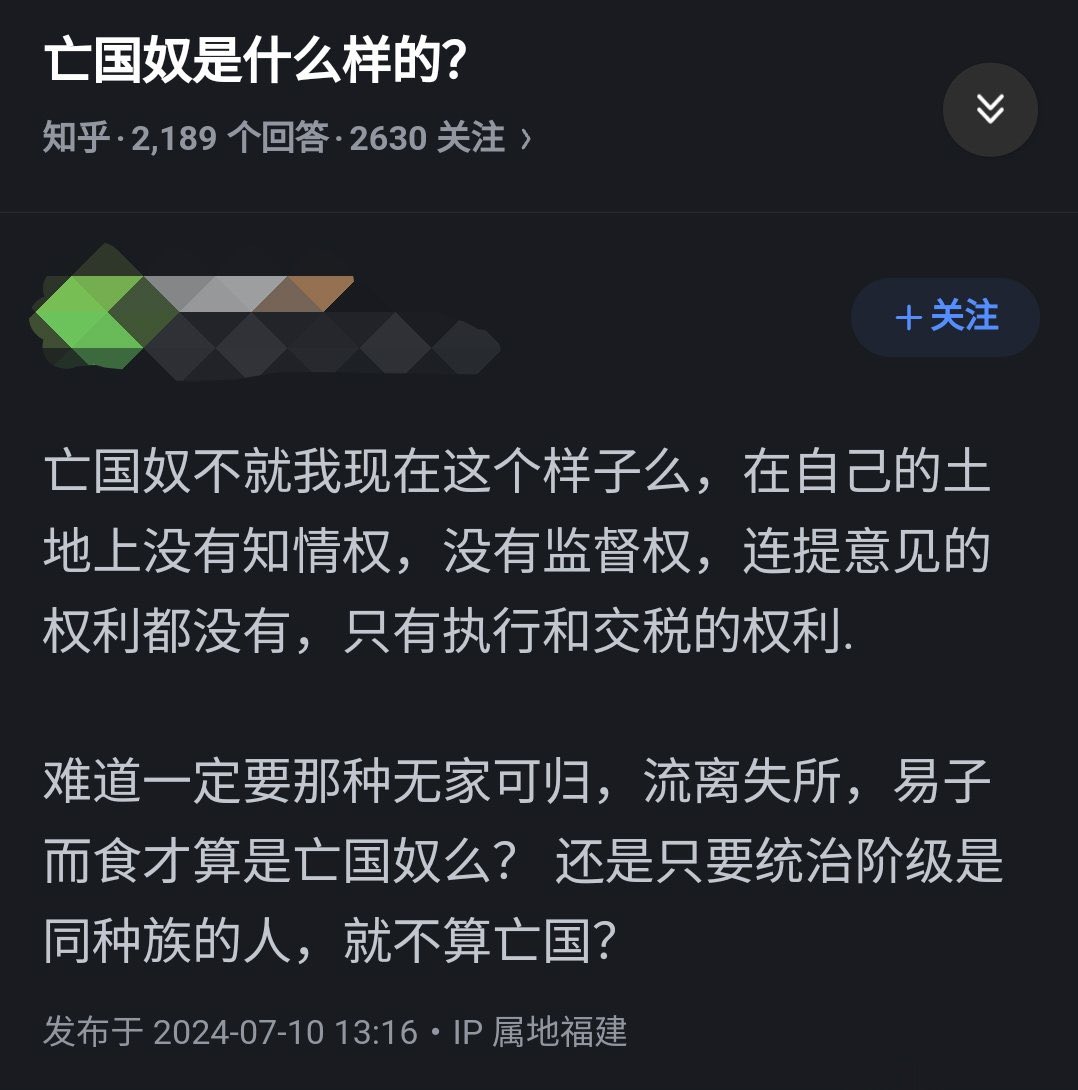 亡国奴是什么样的？
知乎·2,189 个回答·2630 关注 〉
＋关注
亡国奴不就我现在这个样子么，在自己的土
地上没有知情权，没有监督权，连提意见的
权利都没有，只有执行和交税的权利.
难道一定要那种无家可归，流离失所，易子
而食才算是亡国奴么？ 还是只要统治阶级是
同种族的人，就不算亡国？
发布于 2024-07-10 13:16・IP 属地福建